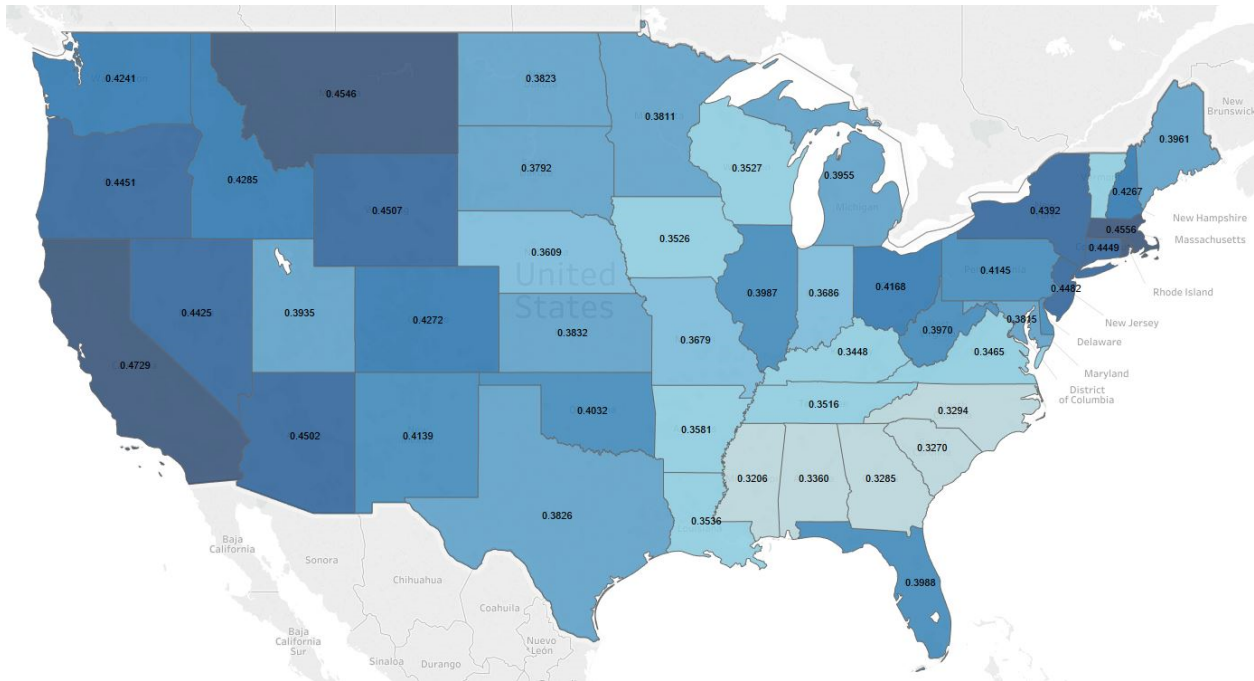 0.4241
0.4546
0.3823
0.3811
New
Brunswick
0.3961
0.4451
0.4285
0.4507
0.3792
0.3527
0.3955
Michigan
0.4267
0.4392
New Hampshire
0.3609
0.3526
0.4556
Massachusetts
0.4449
United
States
0.4425
0.3935
0.4272
0.3832
0.3679
0.3987
0.3686
0.4168
0.4145
0.4482
Rhode Island
0.3970
0.3815
New Jersey
Delaware
0.4729
0.3448
0.3465
Maryland
District
of Columbia
0.4502
0.4139
0.4032
0.3581
0.3516
0.3294
0.3270
0.3206
0.3360
0.3285
0.3826
0.3536
0.3988
Baja
California
Sonora
Chihuahua
Coahuila
Baja
California
Sur
Nuevo
León
Sinaloa
Durango